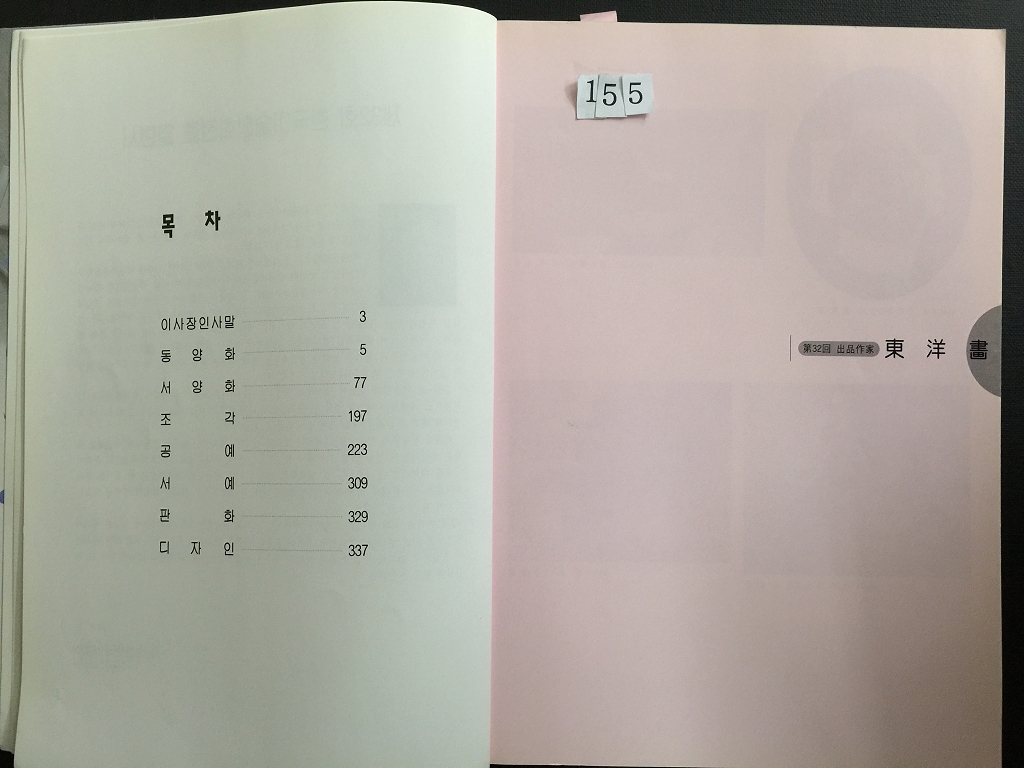 목 차
이사장인사말 3
동 양 화 5
서 양 화 77
조 각 197
공 예 223
서 예 309
판 화 329
디 자 인 337
155
第32回 出品作家 東 洋 畵